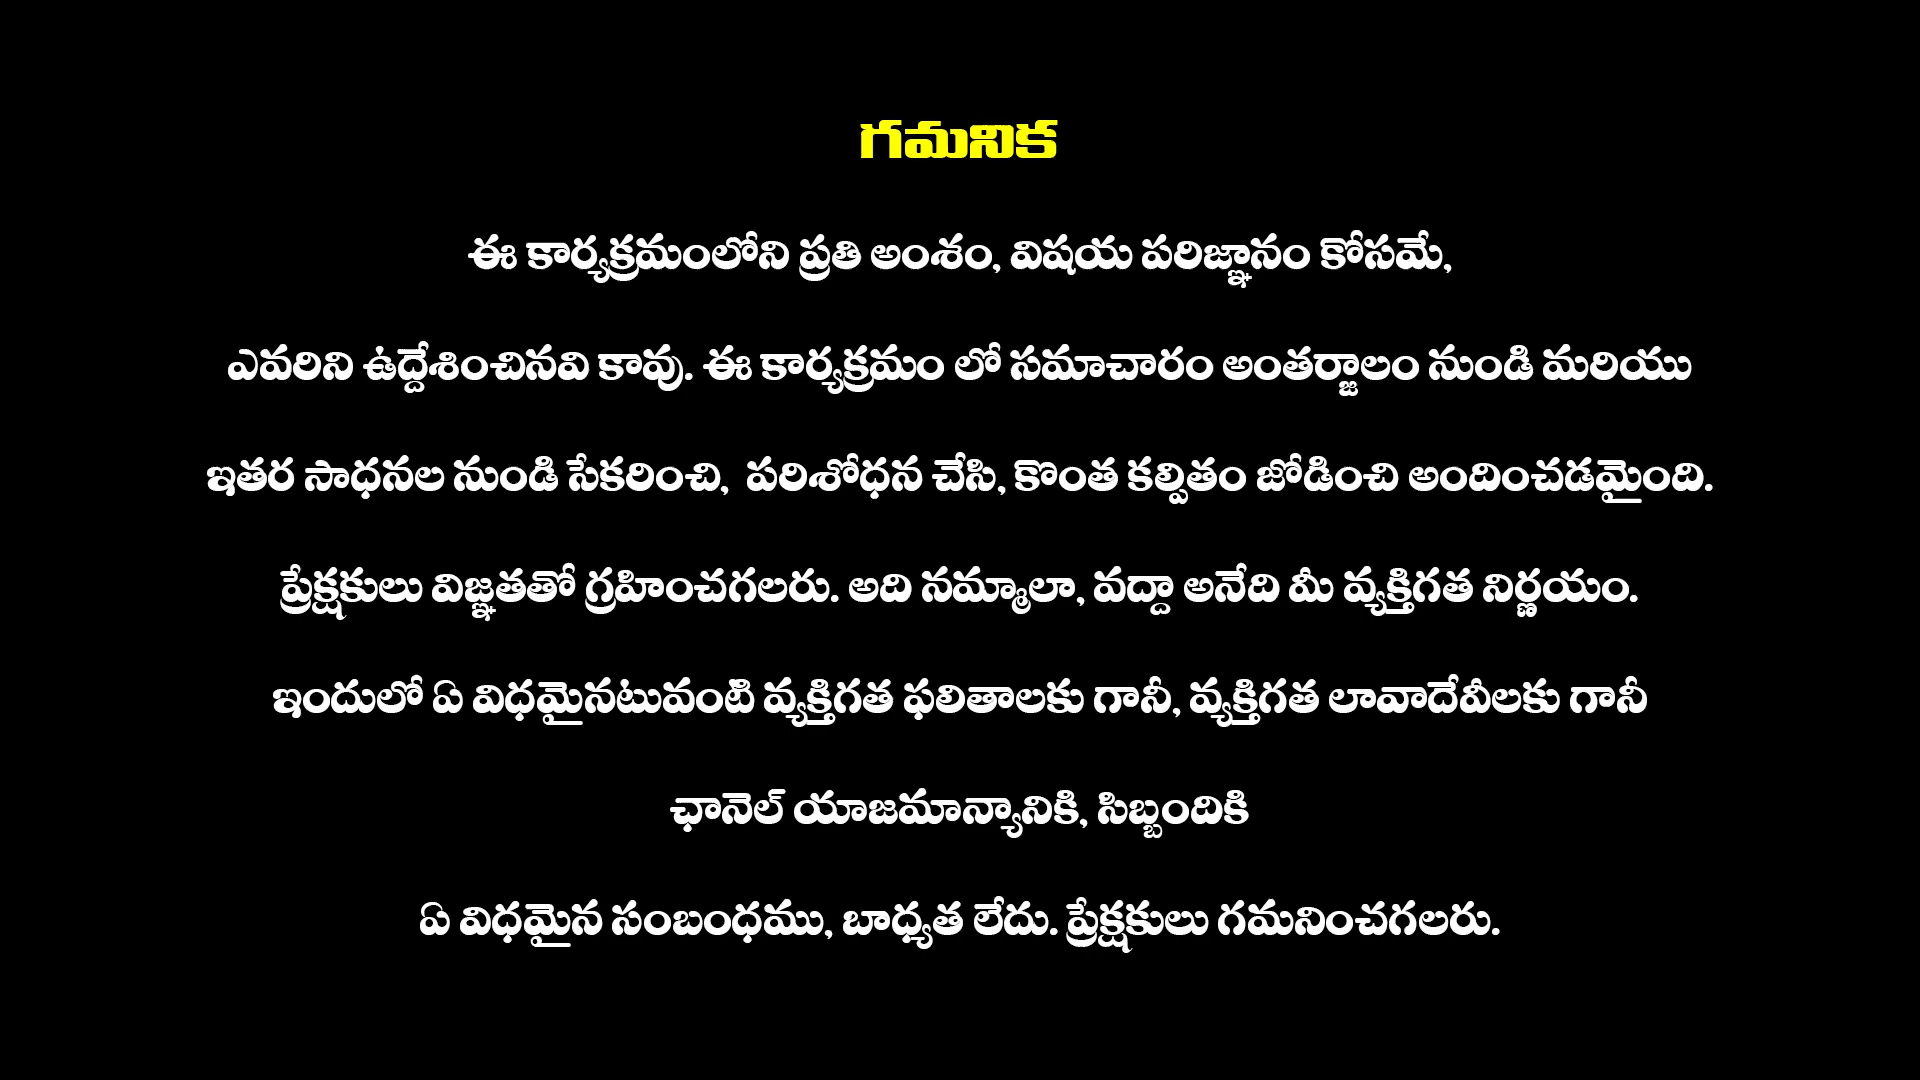 గమనిక
ఈ కార్యక్రమంలోని ప్రతి అంశం, విషయ పరిజ్ఞానం కోసమే,
ఎవరిని ఉద్దేశించినవి కావు. ఈ కార్యక్రమం లో సమాచారం అంతర్జాలం నుండి మరియు
ఇతర సాధనల నుండి సేకరించి, పరిశోధన చేసి, కొంత కల్పితం జోడించి అందించడమైంది.
ప్రేక్షకులు విజ్ఞతతో గ్రహించగలరు. అది నమ్మాలా, వద్దా అనేది మీ వ్యక్తిగత నిర్ణయం.
ఇందులో ఏ విధమైనటువంటి వ్యక్తిగత ఫలితాలకు గానీ, వ్యక్తిగత లావాదేవీలకు గానీ
ఛానెల్ యాజమాన్యానికి, సిబ్బందికి
ఏ విధమైన సంబంధము, బాధ్యత లేదు. ప్రేక్షకులు గమనించగలరు.